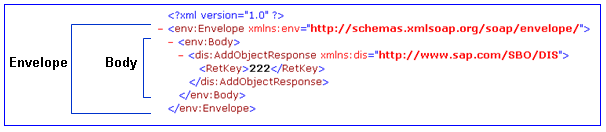 <?xml version="1.0" ?>
- <env:Envelope xmlns:env="http://schemas.xmlsoap.org/soap/envelope/">
- <env:Body>
- <dis:AddObjectResponse xmlns:dis="http://www.sap.com/SBO/DIS">
Envelope Body <RetKey>222</RetKey>
</dis:AddObjectResponse>
</env:Body>
</env:Envelope>